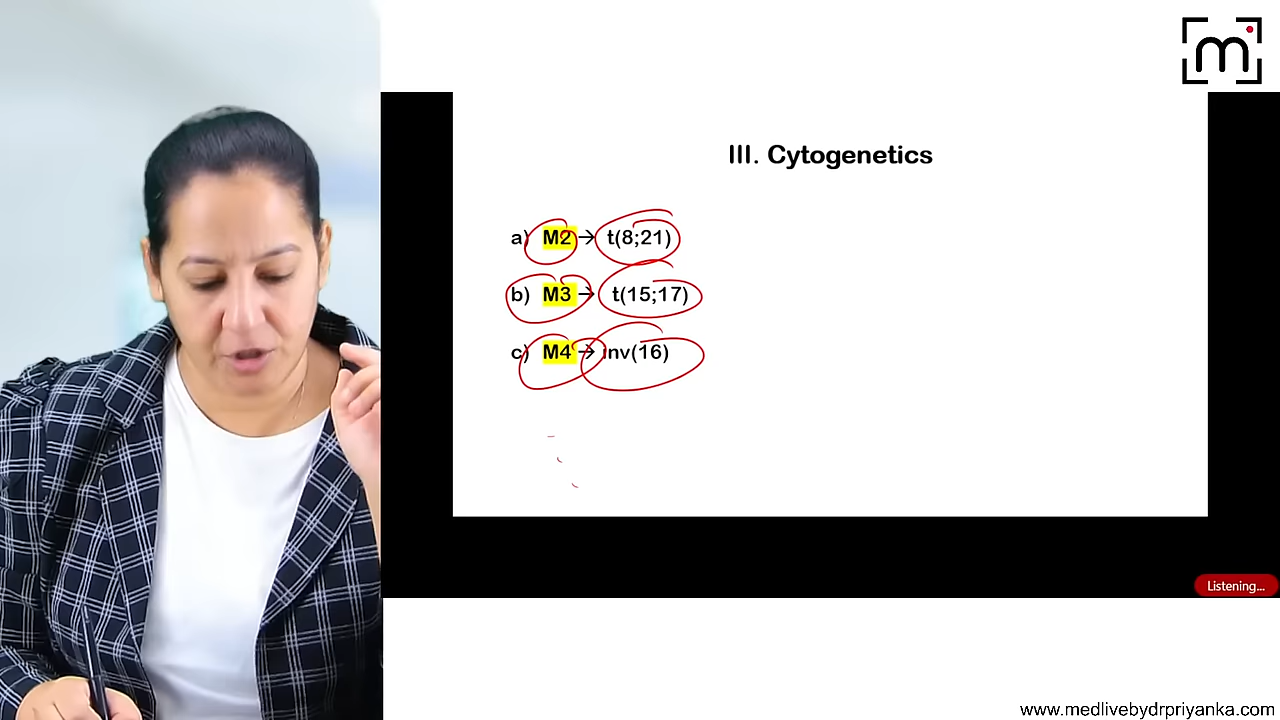 m
III. Cytogenetics
a) M2 → t(8;21)
b) M3 → t(15;17)
c) M4 → inv(16)
Listening...
www.medlivebydrpriyanka.com